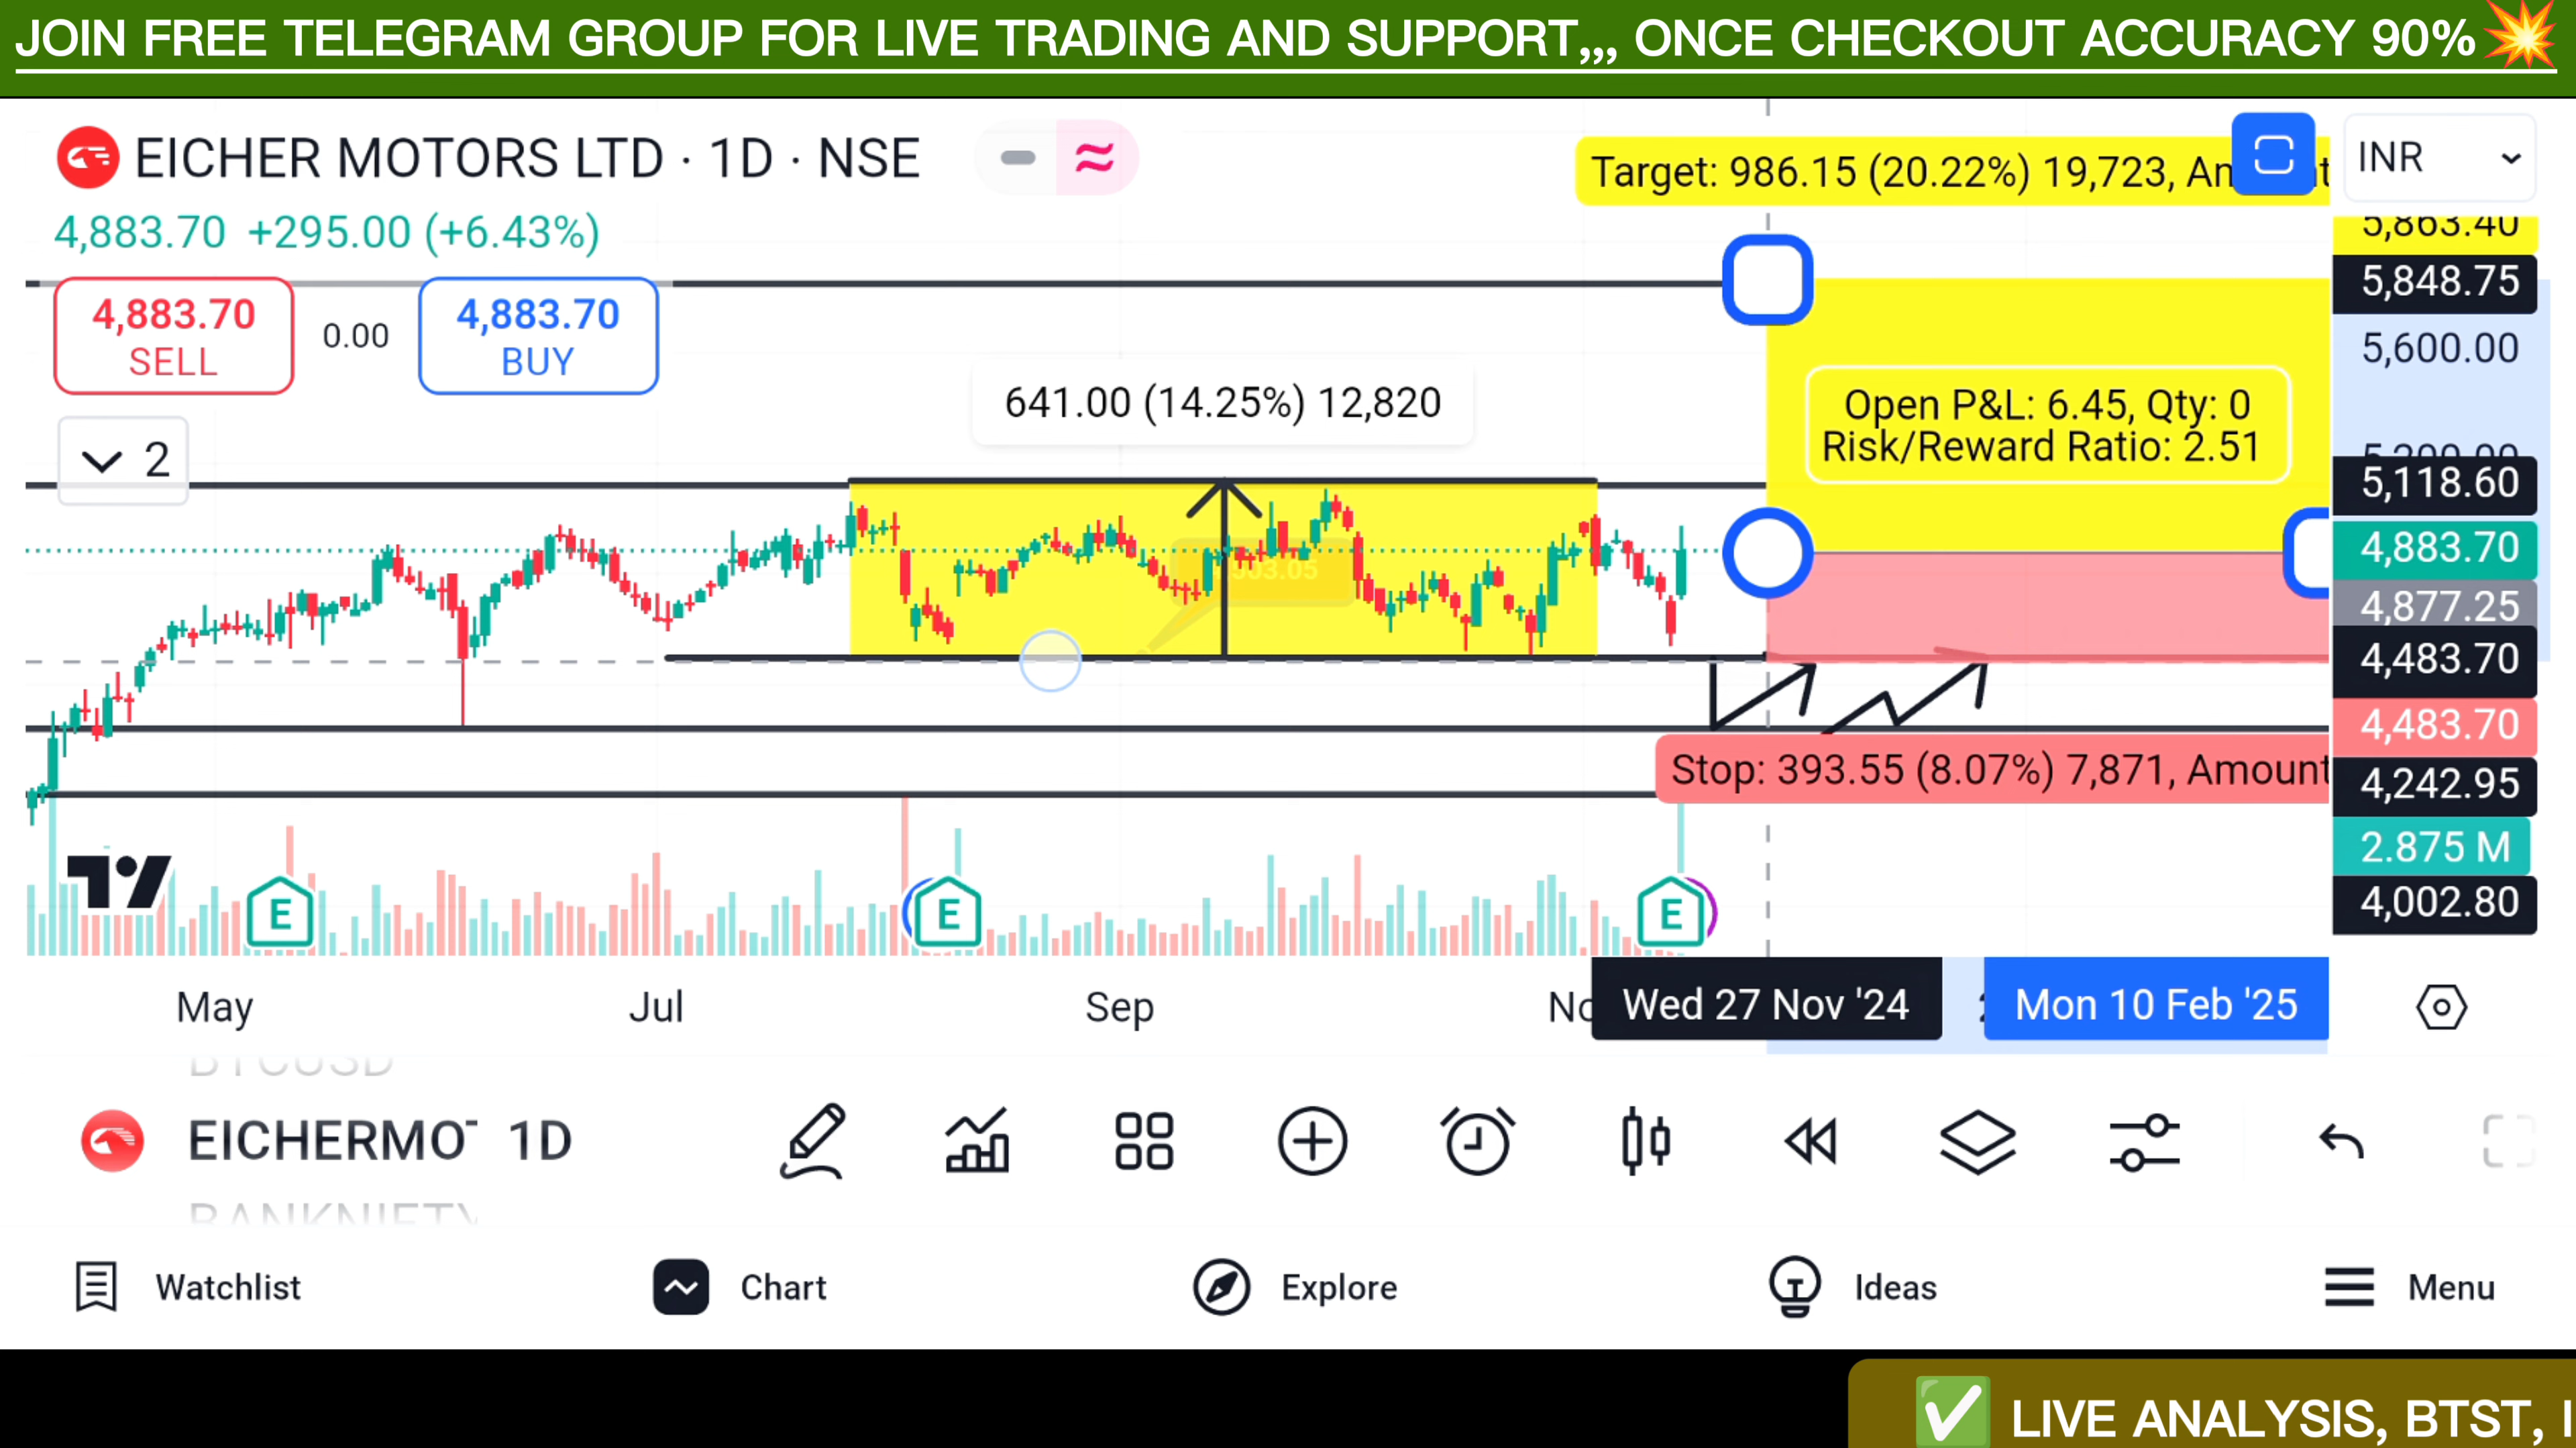 JOIN FREE TELEGRAM GROUP FOR LIVE TRADING AND SUPPORT,,, ONCE CHECKOUT ACCURACY 90%💥
EICHER MOTORS LTD · 1D · NSE
4,883.70 +295.00 (+6.43%)
4,883.70
SELL
0.00
4,883.70
BUY
2
641.00 (14.25%) 12,820
Target: 986.15 (20.22%) 19,723,
INR
Open P&L: 6.45, Qty: 0
Risk/Reward Ratio: 2.51
Stop: 393.55 (8.07%) 7,871, Amount
5,863.40
5,848.75
5,600.00
5,118.60
4,883.70
4,877.25
4,483.70
4,483.70
4,242.95
2.875 M
4,002.80
E
E
E
May
Jul
Sep
Wed 27 Nov '24
Mon 10 Feb '25
BTCUSD
EICHERMO 1D
BANKNIFTY
Watchlist
Chart
Explore
Ideas
Menu
✅ LIVE ANALYSIS, BTST,